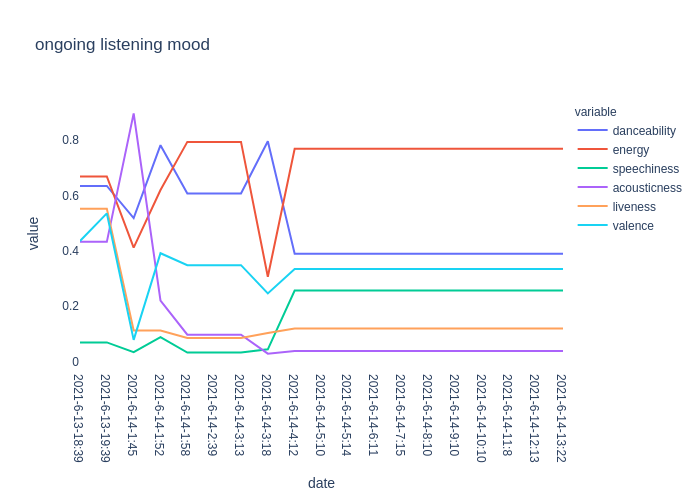 ongoing listening mood
variable
danceability
energy
speechiness
acousticness
liveness
valence
value
0.8
0.6
0.4
0.2
0
2021-6-13-18:39
2021-6-13-19:39
2021-6-14-1:45
2021-6-14-1:52
2021-6-14-1:58
2021-6-14-2:39
2021-6-14-3:13
2021-6-14-3:18
2021-6-14-4:12
2021-6-14-5:10
2021-6-14-5:14
2021-6-14-6:11
2021-6-14-7:15
2021-6-14-8:10
2021-6-14-9:10
2021-6-14-10:10
2021-6-14-11:8
2021-6-14-12:13
2021-6-14-13:22
date